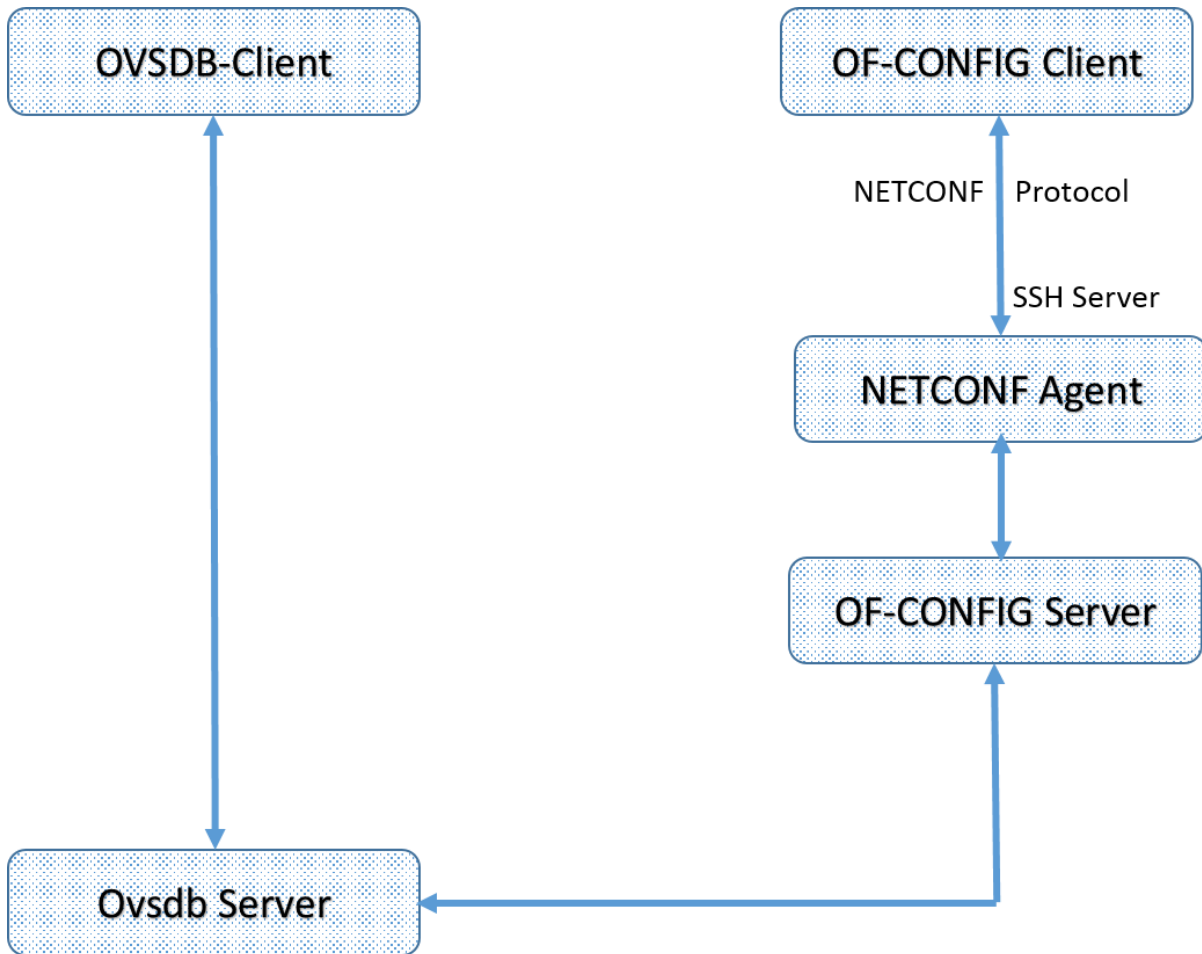 OVSDB-Client
OF-CONFIG Client
NETCONF Protocol
SSH Server
NETCONF Agent
OF-CONFIG Server
Ovsdb Server